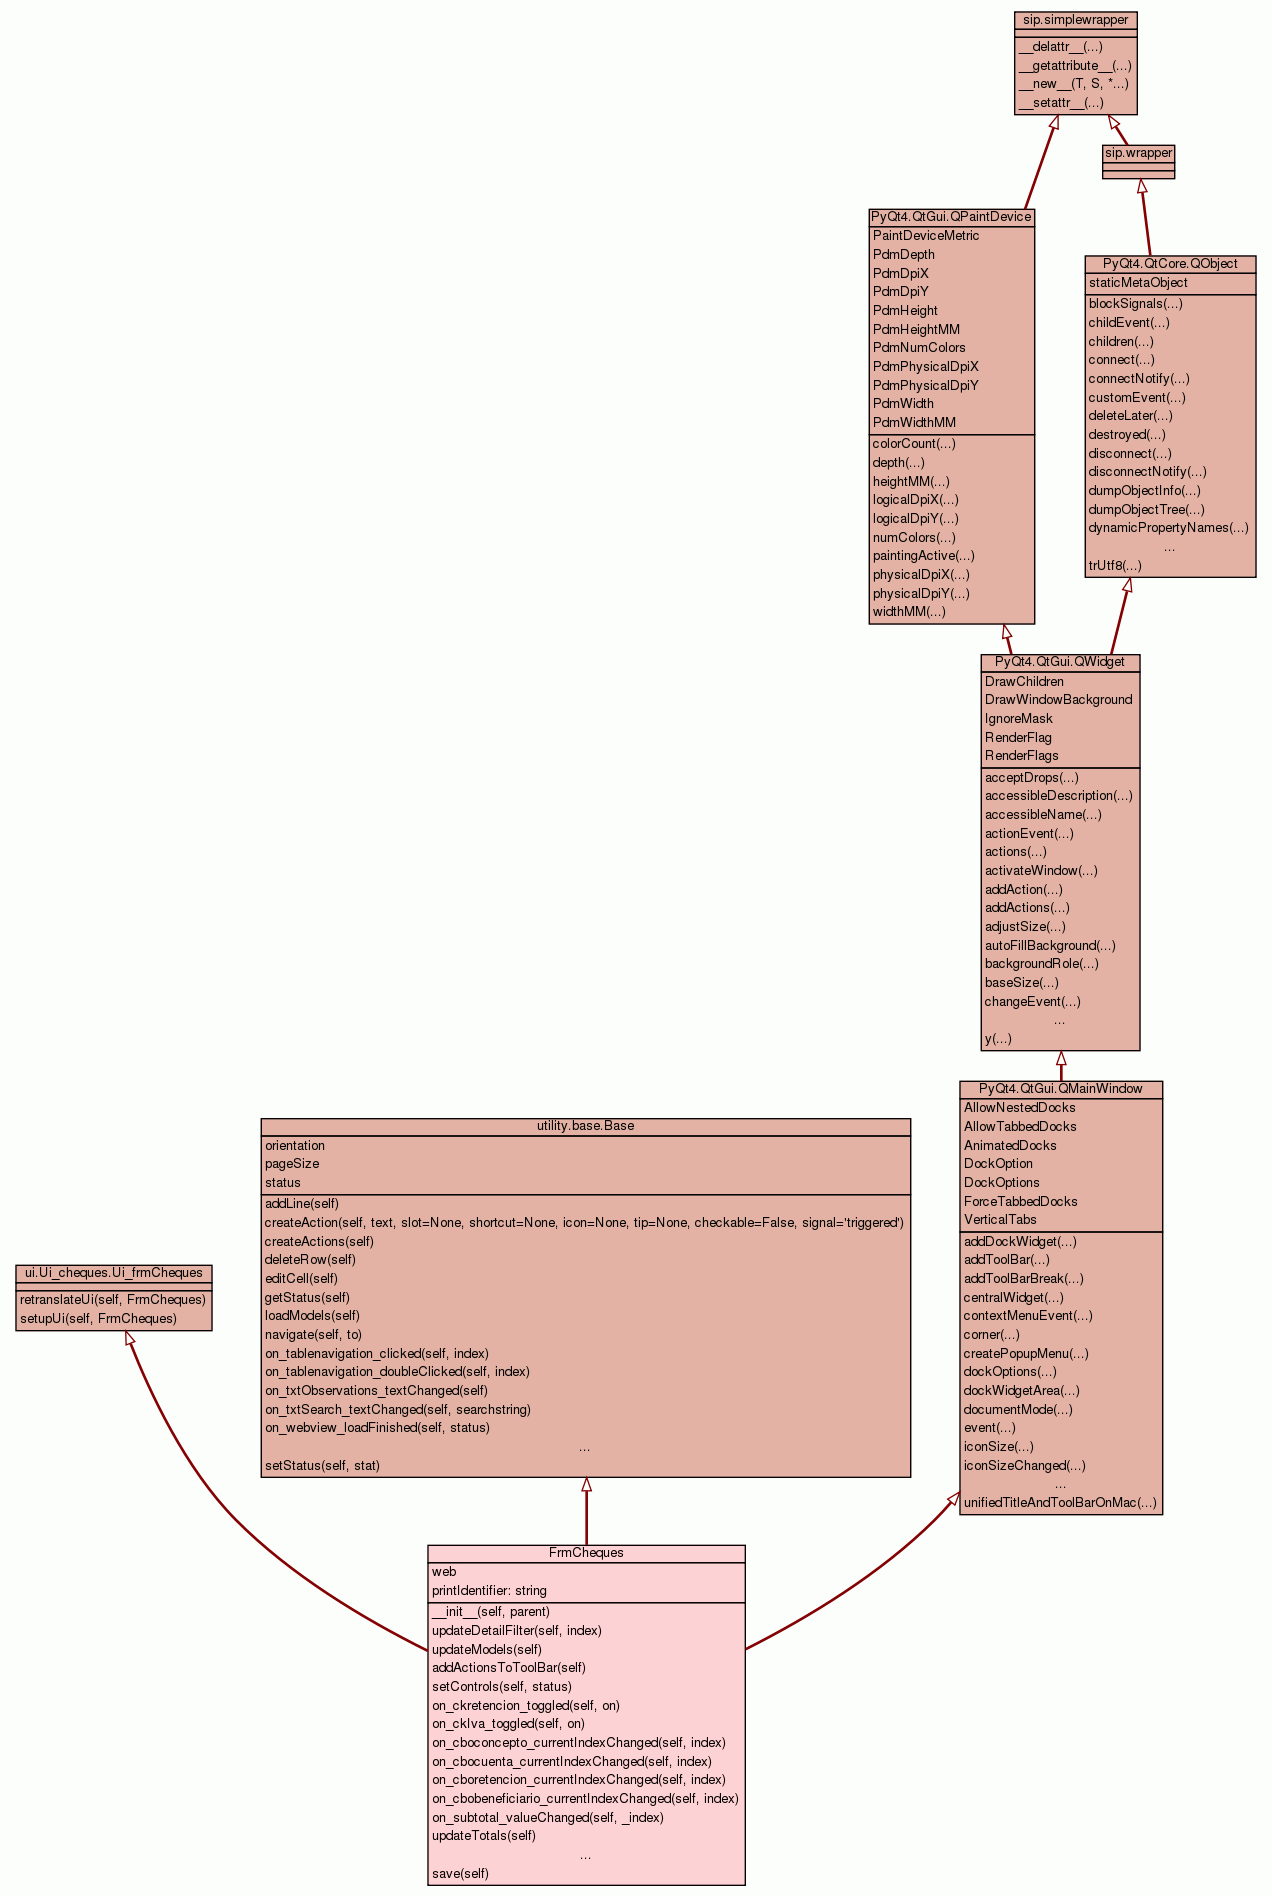 sip.simplewrapper
__delattr__(...)
__getattribute__(...)
__new__(T, S, *...)
__setattr__(...)
sip.wrapper
PyQt4.QtGui.QPaintDevice
PaintDeviceMetric
PdmDepth
PdmDpiX
PdmDpiY
PdmHeight
PdmHeightMM
PdmNumColors
PdmPhysicalDpiX
PdmPhysicalDpiY
PdmWidth
PdmWidthMM
colorCount(...)
depth(...)
heightMM(...)
logicalDpiX(...)
logicalDpiY(...)
numColors(...)
paintingActive(...)
physicalDpiX(...)
physicalDpiY(...)
widthMM(...)
PyQt4.QtCore.QObject
staticMetaObject
blockSignals(...)
childEvent(...)
children(...)
connect(...)
connectNotify(...)
customEvent(...)
deleteLater(...)
destroyed(...)
disconnect(...)
disconnectNotify(...)
dumpObjectInfo(...)
dumpObjectTree(...)
dynamicPropertyNames(...)
...
trUtf8(...)
PyQt4.QtGui.QWidget
DrawChildren
DrawWindowBackground
IgnoreMask
RenderFlag
RenderFlags
acceptDrops(...)
accessibleDescription(...)
accessibleName(...)
actionEvent(...)
actions(...)
activateWindow(...)
addAction(...)
addActions(...)
adjustSize(...)
autoFillBackground(...)
backgroundRole(...)
baseSize(...)
changeEvent(...)
...
y(...)
PyQt4.QtGui.QMainWindow
AllowNestedDocks
AllowTabbedDocks
AnimatedDocks
DockOption
DockOptions
ForceTabbedDocks
VerticalTabs
addDockWidget(...)
addToolBar(...)
addToolBarBreak(...)
centralWidget(...)
contextMenuEvent(...)
corner(...)
createPopupMenu(...)
dockOptions(...)
dockWidgetArea(...)
documentMode(...)
event(...)
iconSize(...)
iconSizeChanged(...)
...
unifiedTitleAndToolBarOnMac(...)
utility.base.Base
orientation
pageSize
status
addLine(self)
createAction(self, text, slot=None, shortcut=None, icon=None, tip=None, checkable=False, signal='triggered')
createActions(self)
deleteRow(self)
editCell(self)
getStatus(self)
loadModels(self)
navigate(self, to)
on_tablenavigation_clicked(self, index)
on_tablenavigation_doubleClicked(self, index)
on_txtObservations_textChanged(self)
on_txtSearch_textChanged(self, searchstring)
on_webview_loadFinished(self, status)
...
setStatus(self, stat)
ui.Ui_cheques.Ui_frmCheques
retranslateUi(self, FrmCheques)
setupUi(self, FrmCheques)
FrmCheques
web
printIdentifier: string
__init__(self, parent)
updateDetailFilter(self, index)
updateModels(self)
addActionsToToolBar(self)
setControls(self, status)
on_ckretencion_toggled(self, on)
on_ckIva_toggled(self, on)
on_cboconcepto_currentIndexChanged(self, index)
on_cbocuenta_currentIndexChanged(self, index)
on_cboretencion_currentIndexChanged(self, index)
on_cbobeneficiario_currentIndexChanged(self, index)
on_subtotal_valueChanged(self, _index)
updateTotals(self)
...
save(self)